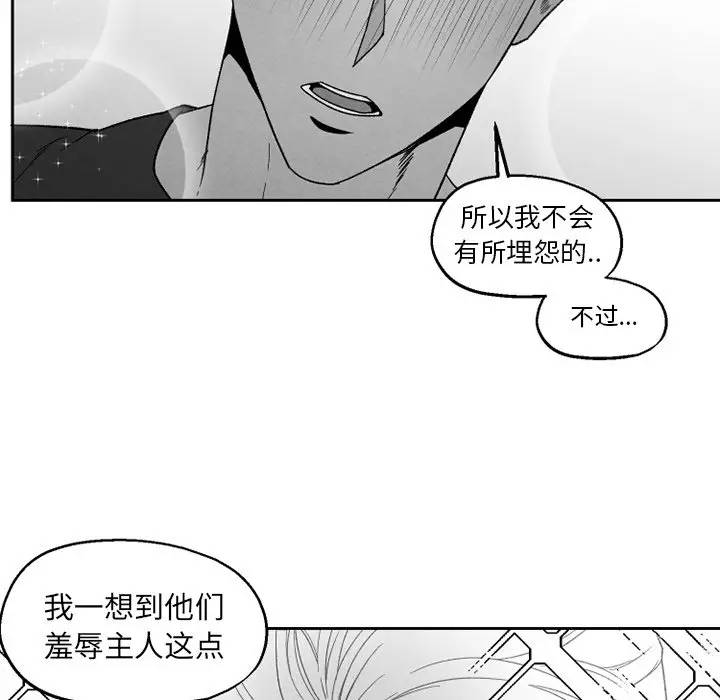 所以我不会
有所埋怨的..
不过...
我一想到他们
羞辱主人这点